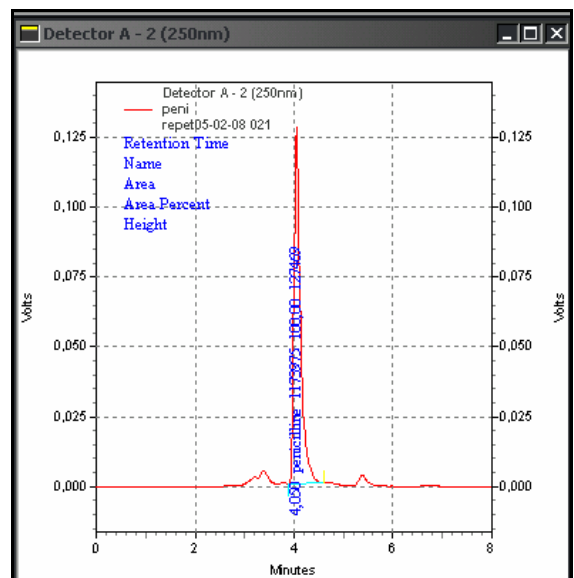 Detector A - 2 (250nm)
Detector A - 2 (250nm)
peni
repet05-02-08 021
Retention Time
Name
Area
Area Percent
Height
0,125
0,100
0,075
0,050
0,025
0,000
Volts
4,050 penicilline 1173975 100,00 127469
0,125
0,100
0,075
0,050
0,025
0,000
Volts
0 2 4 6 8
Minutes